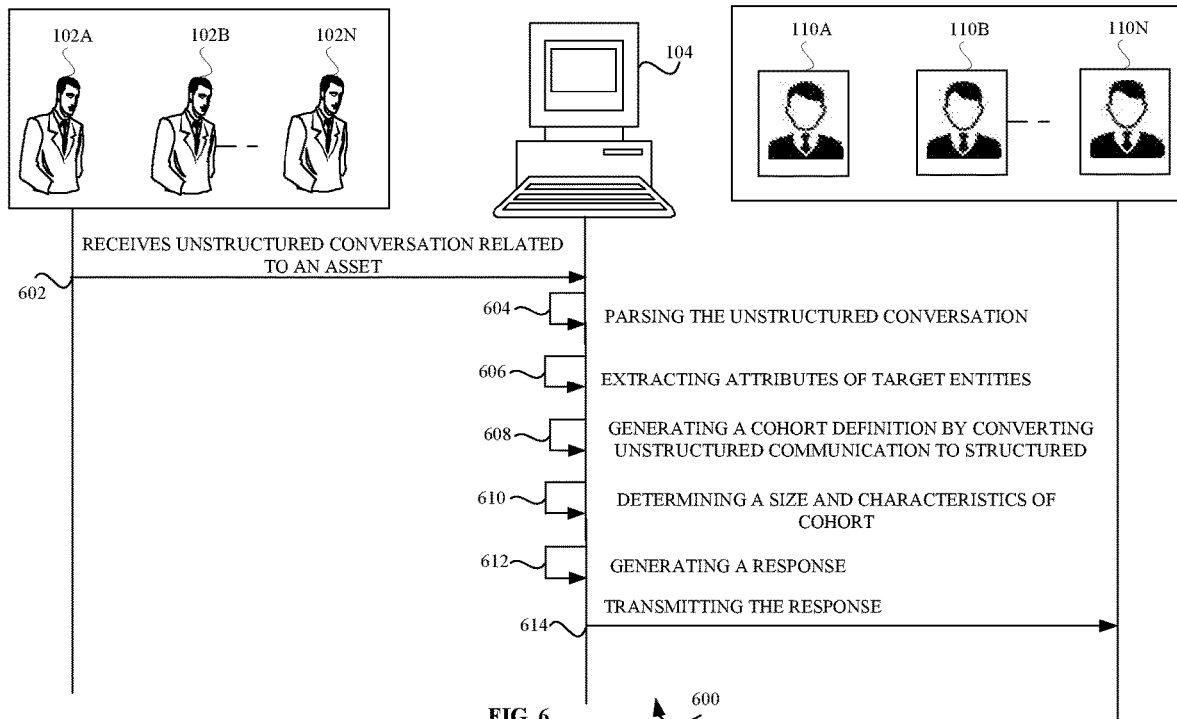 102A
102B
102N
104
110A
110B
110N
RECEIVES UNSTRUCTURED CONVERSATION RELATED
TO AN ASSET
602
604
PARSING THE UNSTRUCTURED CONVERSATION
606
EXTRACTING ATTRIBUTES OF TARGET ENTITIES
608
GENERATING A COHORT DEFINITION BY CONVERTING
UNSTRUCTURED COMMUNICATION TO STRUCTURED
610
DETERMINING A SIZE AND CHARACTERISTICS OF
COHORT
612
GENERATING A RESPONSE
TRANSMITTING THE RESPONSE
614
600
FIG. 6